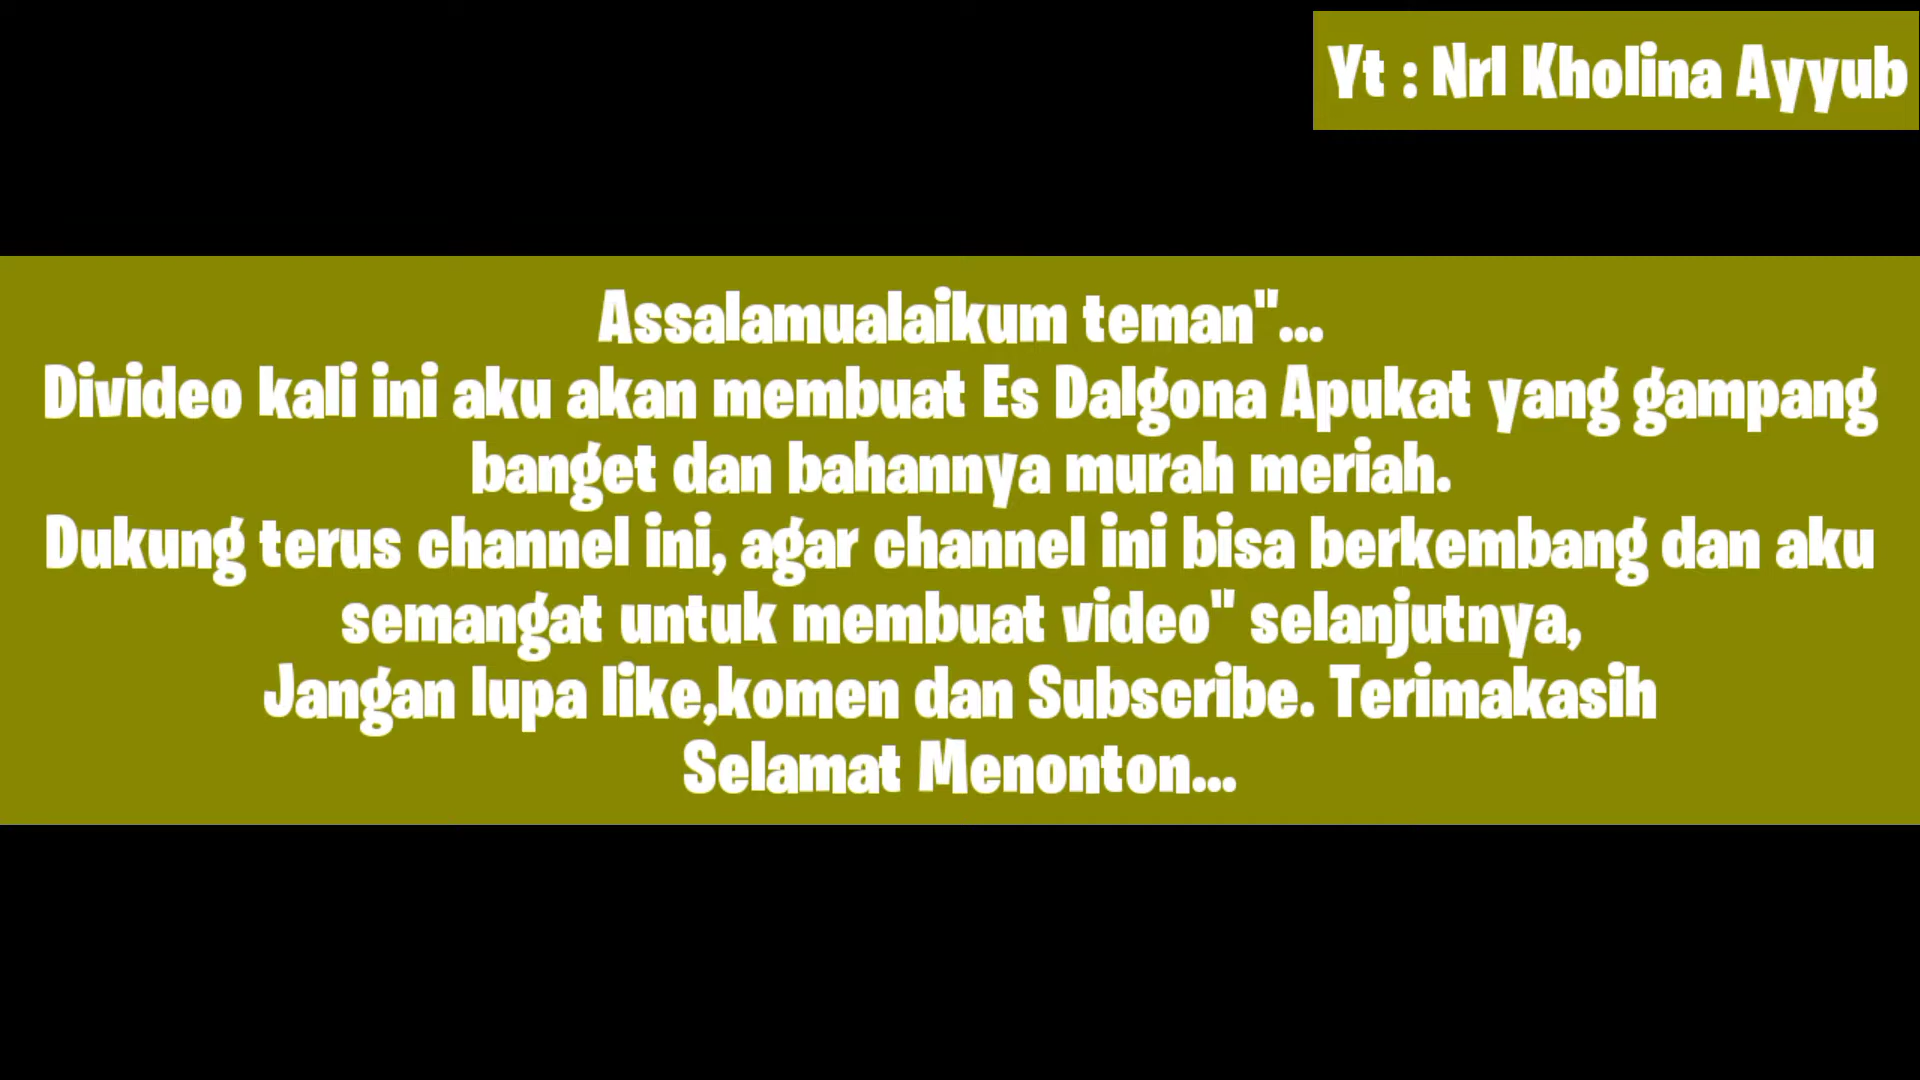 Yt : Nrl Kholina Ayyub
Assalamualaikum teman"...
Divideo kali ini aku akan membuat Es Dalgona Apukat yang gampang
banget dan bahannya murah meriah.
Dukung terus channel ini, agar channel ini bisa berkembang dan aku
semangat untuk membuat video" selanjutnya,
Jangan lupa like,komen dan Subscribe. Terimakasih
Selamat Menonton...